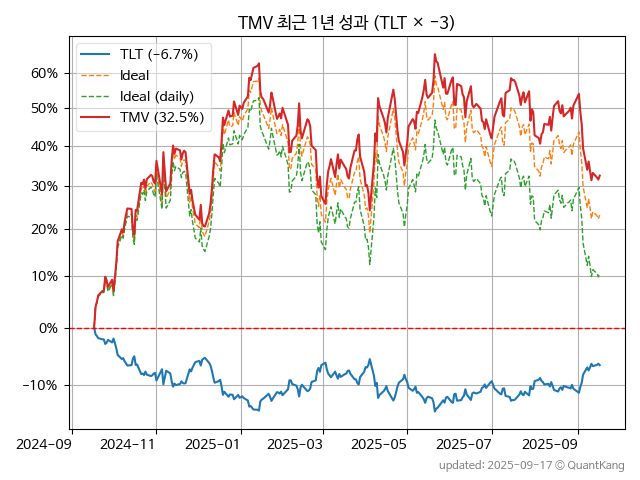 TMV 최근 1년 성과 (TLT × −3)
TLT (−6.7%)
Ideal
Ideal (daily)
TMV (32.5%)
60%
50%
40%
30%
20%
10%
0%
−10%
2024−09 2024−11 2025−01 2025−03 2025−05 2025−07 2025−09
updated: 2025−09−17 © QuantKang